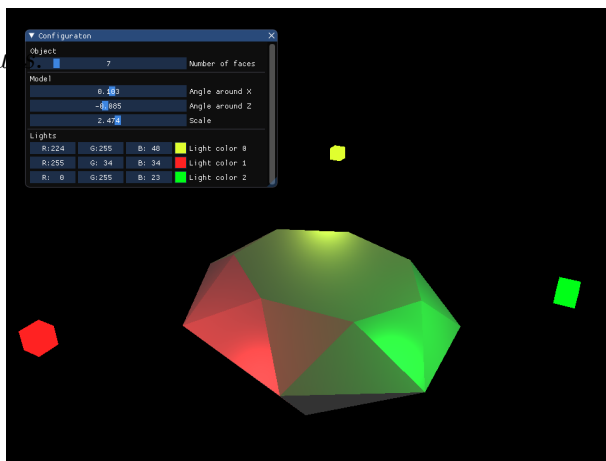 Configuraton
Object
7 Number of faces
Model
0.103 Angle around X
-0.885 Angle around Z
2.474 Scale
Lights
R:224 G:255 B: 48 Light color 0
R:255 G: 34 B: 34 Light color 1
R: 0 G:255 B: 23 Light color 2